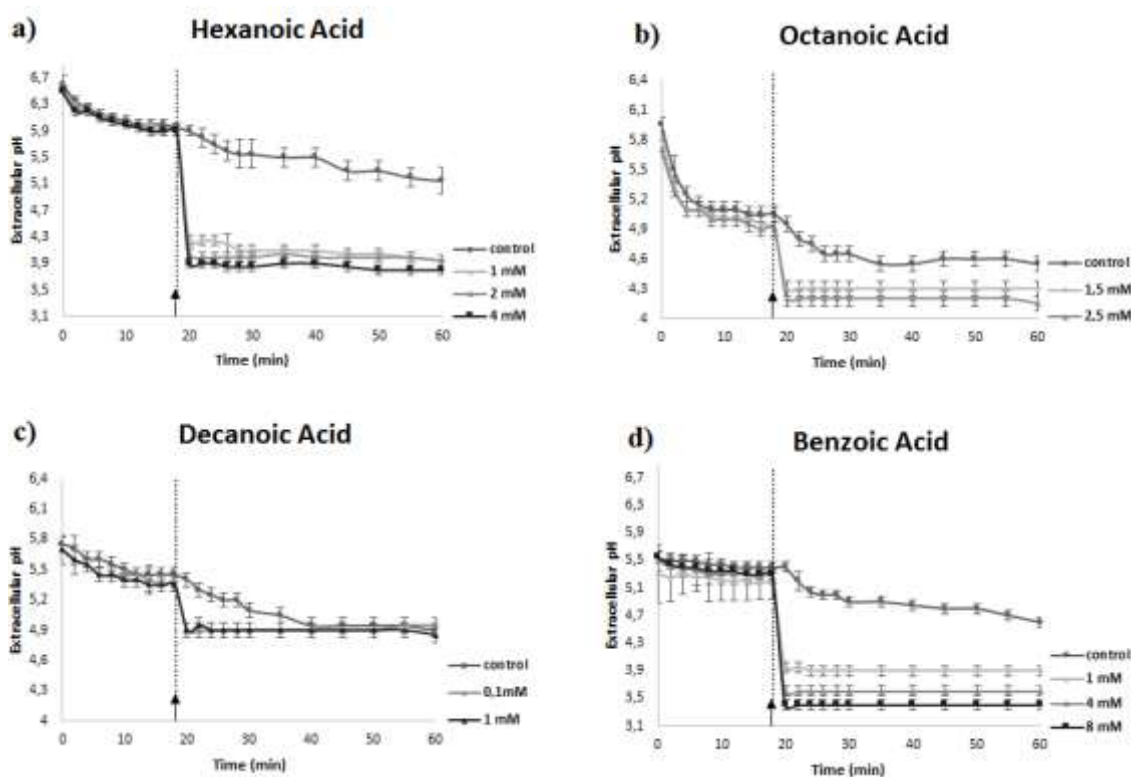 a)
Hexanoic Acid
Extracellular pH
6,7
6,3
5,9
5,5
5,1
4,7
4,3
3,9
3,5
3,1
0
10
20
30
40
50
60
Time (min)
control
1 mM
2 mM
4 mM
b)
Octanoic Acid
Extracellular pH
6,4
6,1
5,8
5,5
5,2
4,9
4,6
4,3
4
0
10
20
30
40
50
60
Time (min)
control
1.5 mM
2.5 mM
c)
Decanoic Acid
Extracellular pH
6,4
6,1
5,8
5,5
5,2
4,9
4,6
4,3
4
0
10
20
30
40
50
60
Time (min)
control
0,1mM
1 mM
d)
Benzoic Acid
Extracellular pH
6,7
6,3
5,9
5,5
5,1
4,7
4,3
3,9
3,5
3,1
0
10
20
30
40
50
60
Time (min)
control
1 mM
4 mM
8 mM